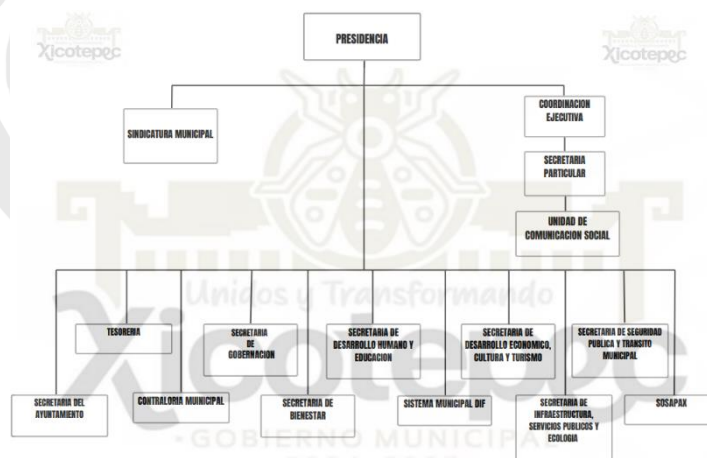 Xicotepec
PRESIDENCIA
Xicotepec
SINDICATURA MUNICIPAL
COORDINACION
EJECUTIVA
SECRETARIA
PARTICULAR
UNIDAD DE
COMUNICACION SOCIAL
Unidos y Transformando
Xicotepec
TESORERIA
SECRETARIA
DE
GOBERNACION
SECRETARIA DE
DESARROLLO HUMANO Y
EDUCACION
SECRETARIA DE
DESARROLLO ECONOMICO,
CULTURA Y TURISMO
SECRETARIA DE SEGURIDAD
PUBLICA Y TRANSITO
MUNICIPAL
SECRETARIA DEL
AYUNTAMIENTO
CONTRALORIA MUNICIPAL
SECRETARIA DE
BIENESTAR
SISTEMA MUNICIPAL DIF
SECRETARIA DE
INFRAESTRUCTURA,
SERVICIOS PUBLICOS Y
ECOLOGIA
SOSAPAX
•GOBIERNO MUNICIPAL